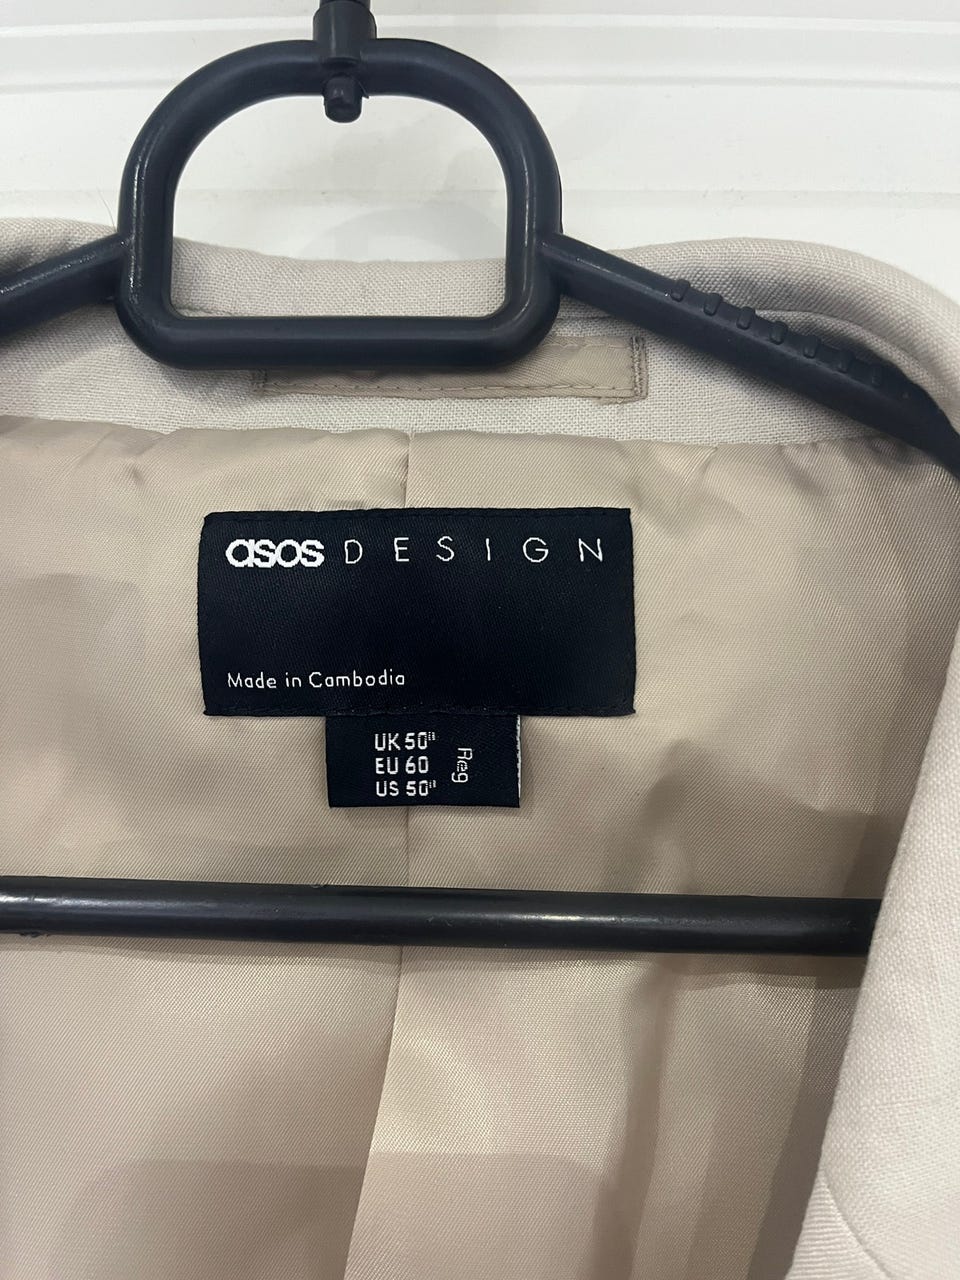 asos DESIGN
Made in Cambodia
UK 50"
EU 60
US 50"
Reg